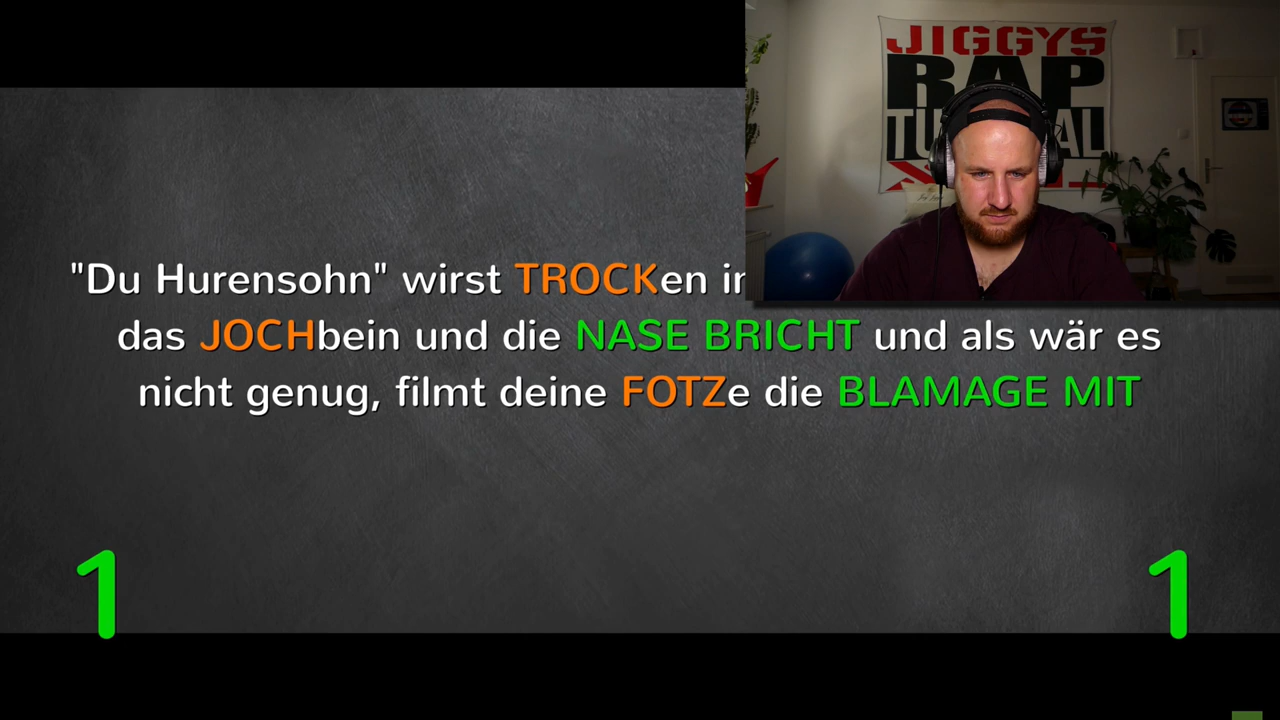 JIGGYS
RAP
"Du Hurensohn" wirst TROCKen
das JOCHbein und die NASE BRICHT und als wär es
nicht genug, filmt deine FOTZe die BLAMAGE MIT
1
1